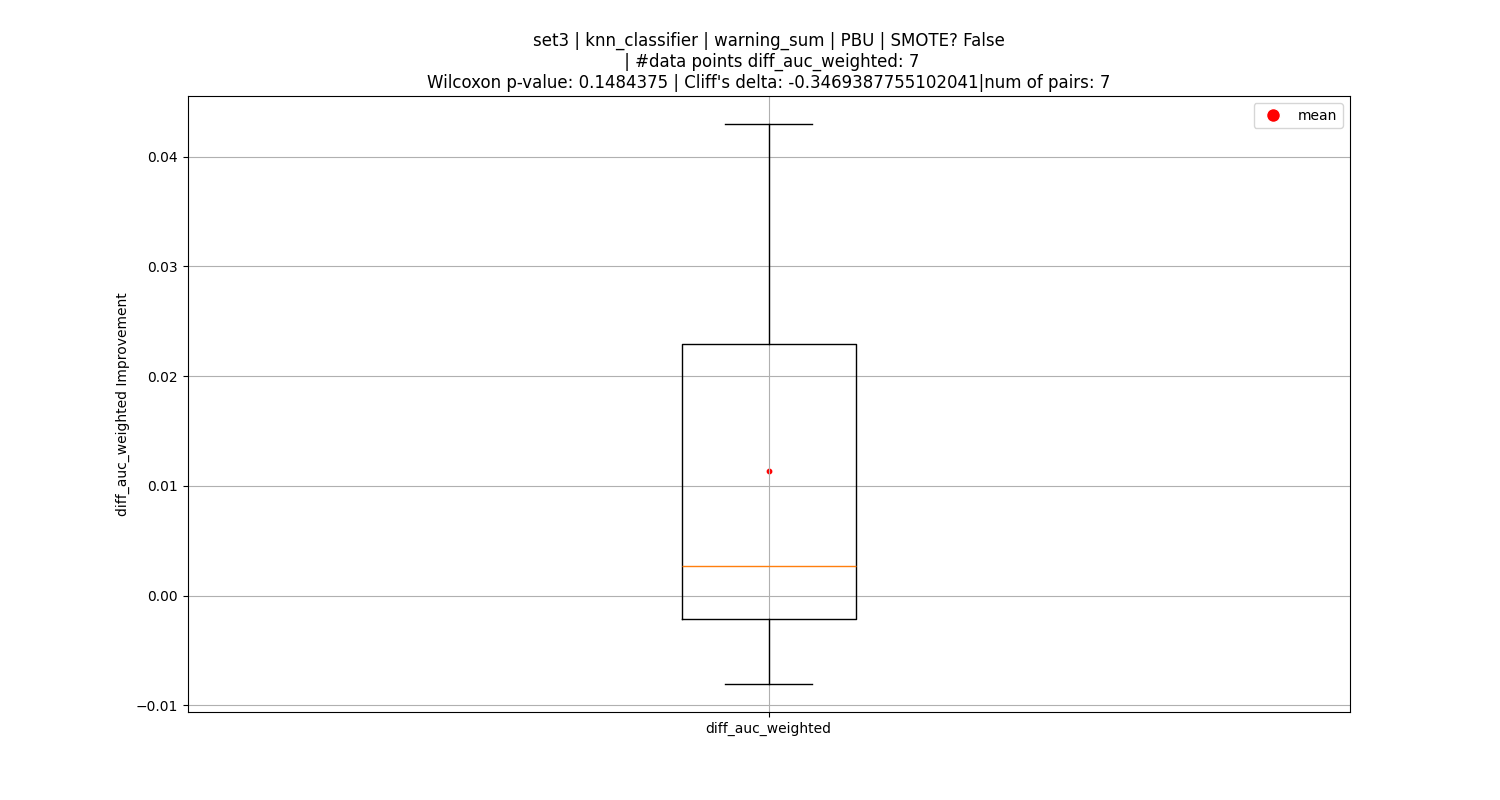 set3 | knn_classifier | warning_sum | PBU | SMOTE? False
| #data points diff_auc_weighted: 7
Wilcoxon p-value: 0.1484375 | Cliff's delta: -0.3469387755102041|num of pairs: 7
mean
0.04
0.03
0.02
0.01
0.00
−0.01
diff_auc_weighted Improvement
diff_auc_weighted